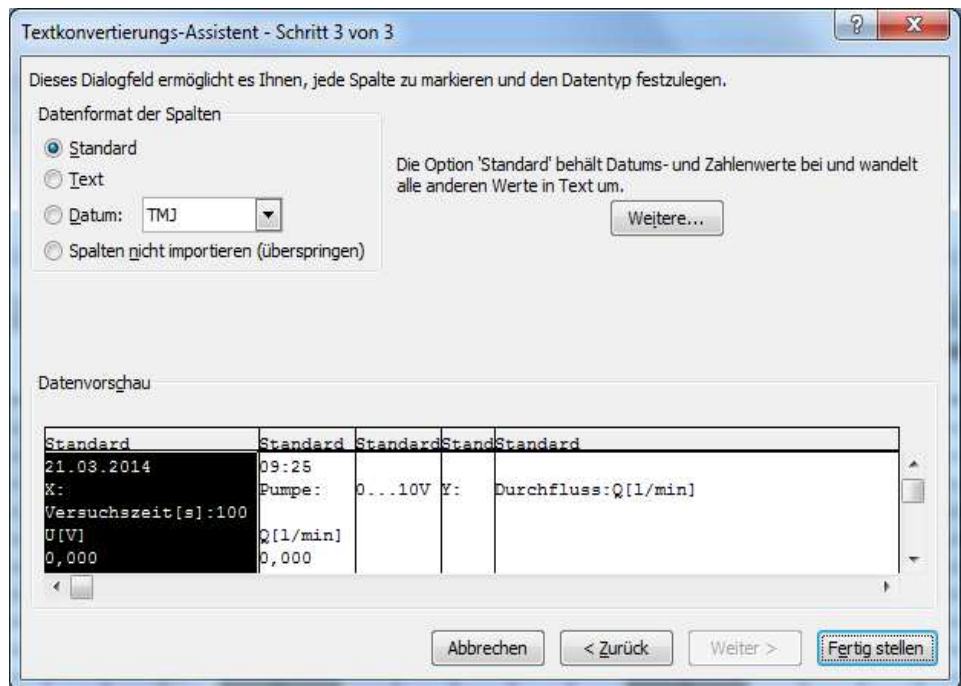 Textkonvertierungs-Assistent - Schritt 3 von 3
Dieses Dialogfeld ermöglicht es Ihnen, jede Spalte zu markieren und den Datentyp festzulegen.
Datenformat der Spalten
Standard
Text
Datum: TMJ
Spalten nicht importieren (überspringen)
Die Option 'Standard' behält Datums- und Zahlenwerte bei und wandelt
alle anderen Werte in Text um.
Weitere...
Datenvorschau
Standard Standard Standard Stand Standard
21.03.2014 09:25
X: Pumpe: 0...10V Y: Durchfluss:Q[l/min]
Versuchszeit[s]:100
U[V] Q[l/min]
0,000 0,000
Abbrechen < Zurück Weiter > Fertig stellen